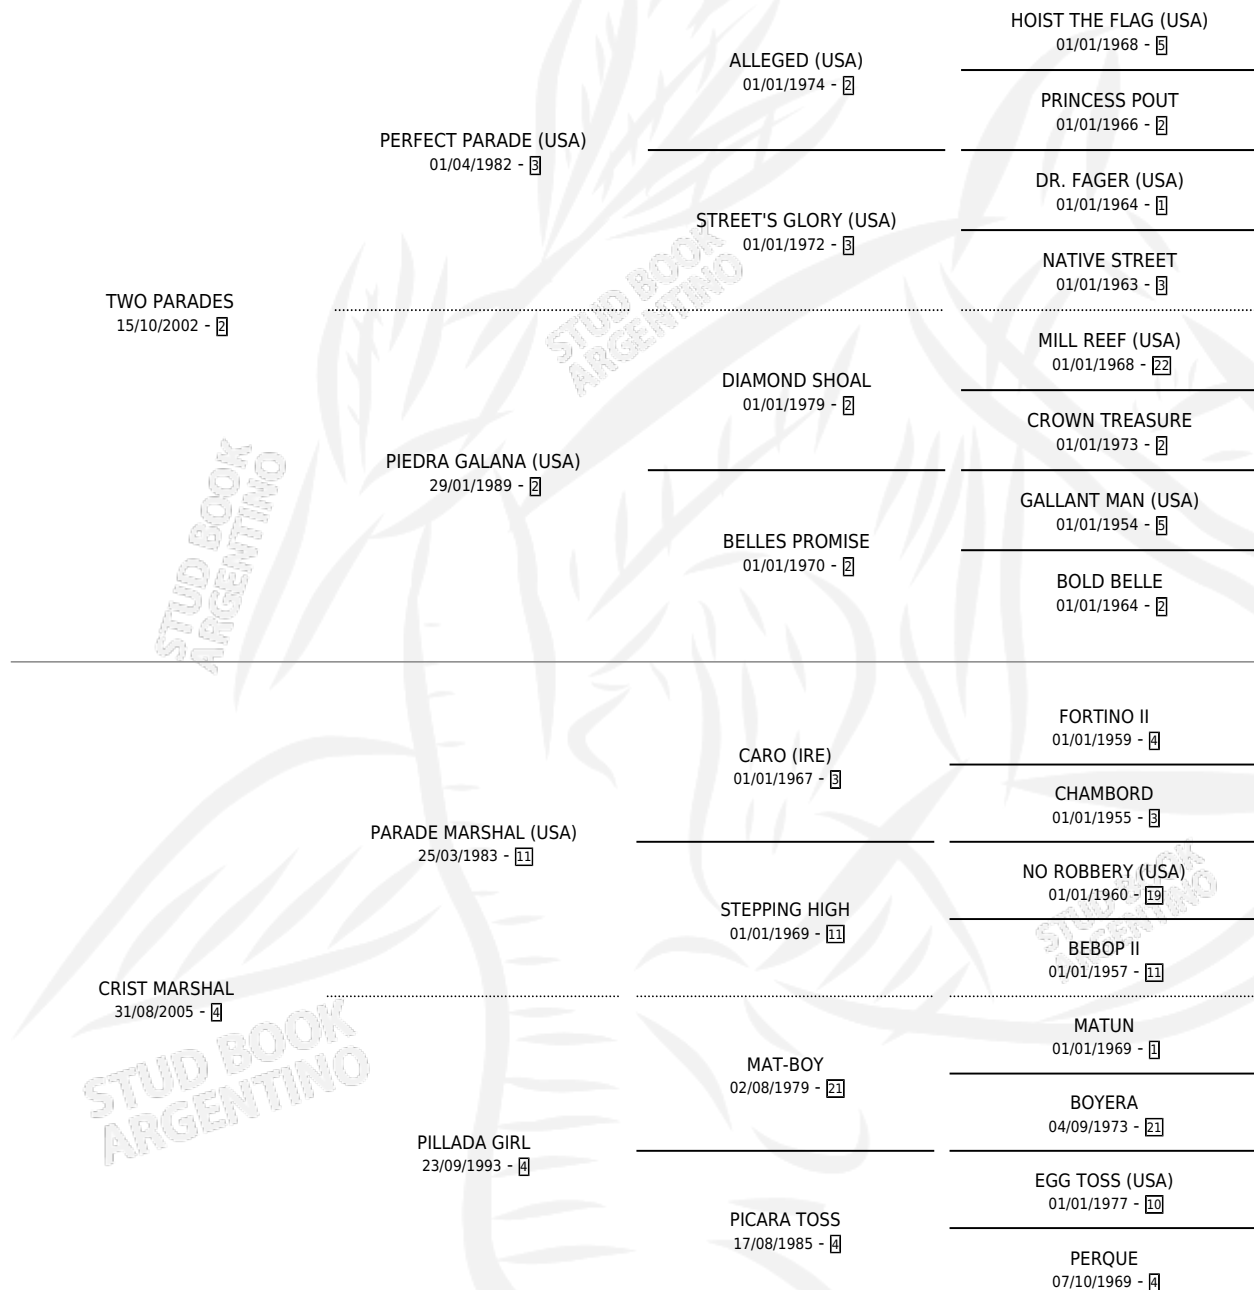 HOIST THE FLAG (USA)
01/01/1968 - 5
ALLEGED (USA)
01/01/1974 - 2
PRINCESS POUT
01/01/1966 - 2
PERFECT PARADE (USA)
01/04/1982 - 3
DR. FAGER (USA)
01/01/1964 - 1
STREET'S GLORY (USA)
01/01/1972 - 3
NATIVE STREET
01/01/1963 - 3
TWO PARADES
15/10/2002 - 2
STUD BOOK
ARGENTINO
MILL REEF (USA)
01/01/1968 - 22
DIAMOND SHOAL
01/01/1979 - 2
CROWN TREASURE
01/01/1973 - 2
PIEDRA GALANA (USA)
29/01/1989 - 2
GALLANT MAN (USA)
01/01/1954 - 5
BELLES PROMISE
01/01/1970 - 2
BOLD BELLE
01/01/1964 - 2
STUD BOOK
ARGENTINO
FORTINO II
01/01/1959 - 4
CARO (IRE)
01/01/1967 - 3
CHAMBORD
01/01/1955 - 3
PARADE MARSHAL (USA)
25/03/1983 - 11
NO ROBBERY (USA)
01/01/1960 - 19
STEPPING HIGH
01/01/1969 - 11
STUD BOOK
ARGENTINO
BEBOP II
01/01/1957 - 11
CRIST MARSHAL
31/08/2005 - 4
STUD BOOK
ARGENTINO
MATUN
01/01/1969 - 1
MAT-BOY
02/08/1979 - 21
BOYERA
04/09/1973 - 21
PILLADA GIRL
23/09/1993 - 4
EGG TOSS (USA)
01/01/1977 - 10
PICARA TOSS
17/08/1985 - 4
PERQUE
07/10/1969 - 4